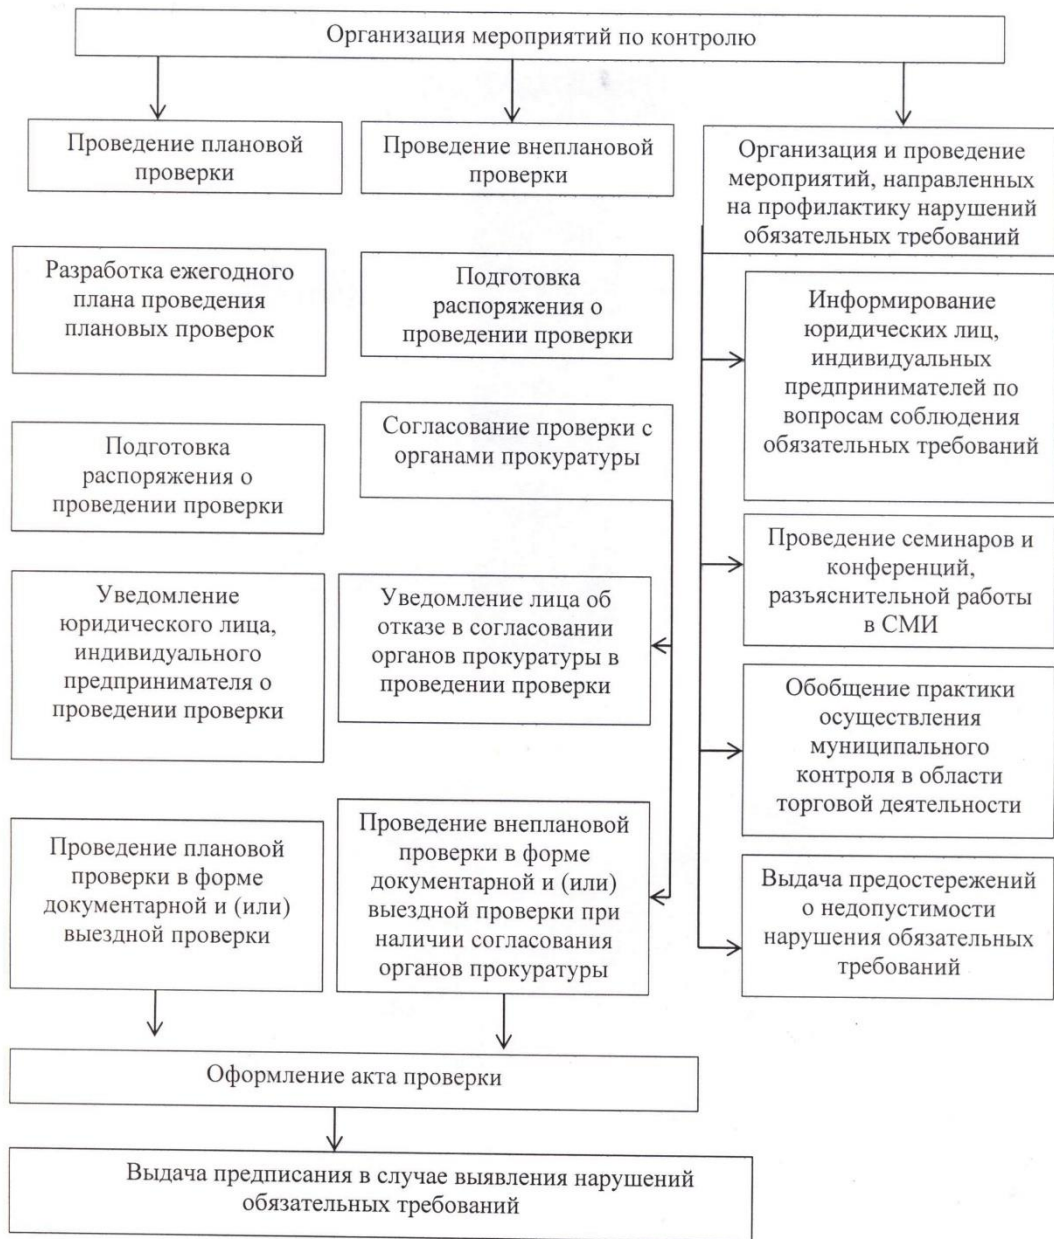 Организация мероприятий по контролю
Проведение плановой
проверки
Проведение внеплановой
проверки
Организация и проведение
мероприятий, направленных
на профилактику нарушений
обязательных требований
Разработка ежегодного
плана проведения
плановых проверок
Подготовка
распоряжения о
проведении проверки
Информирование
юридических лиц,
индивидуальных
предпринимателей по
вопросам соблюдения
обязательных требований
Подготовка
распоряжения о
проведении проверки
Согласование проверки с
органами прокуратуры
Проведение семинаров и
конференций,
разъяснительной работы
в СМИ
Уведомление
юридического лица,
индивидуального
предпринимателя о
проведении проверки
Уведомление лица об
отказе в согласовании
органов прокуратуры в
проведении проверки
Обобщение практики
осуществления
муниципального
контроля в области
торговой деятельности
Проведение плановой
проверки в форме
документарной и (или)
выездной проверки
Проведение внеплановой
проверки в форме
документарной и (или)
выездной проверки при
наличии согласования
органов прокуратуры
Выдача предостережений
о недопустимости
нарушения обязательных
требований
Оформление акта проверки
Выдача предписания в случае выявления нарушений
обязательных требований